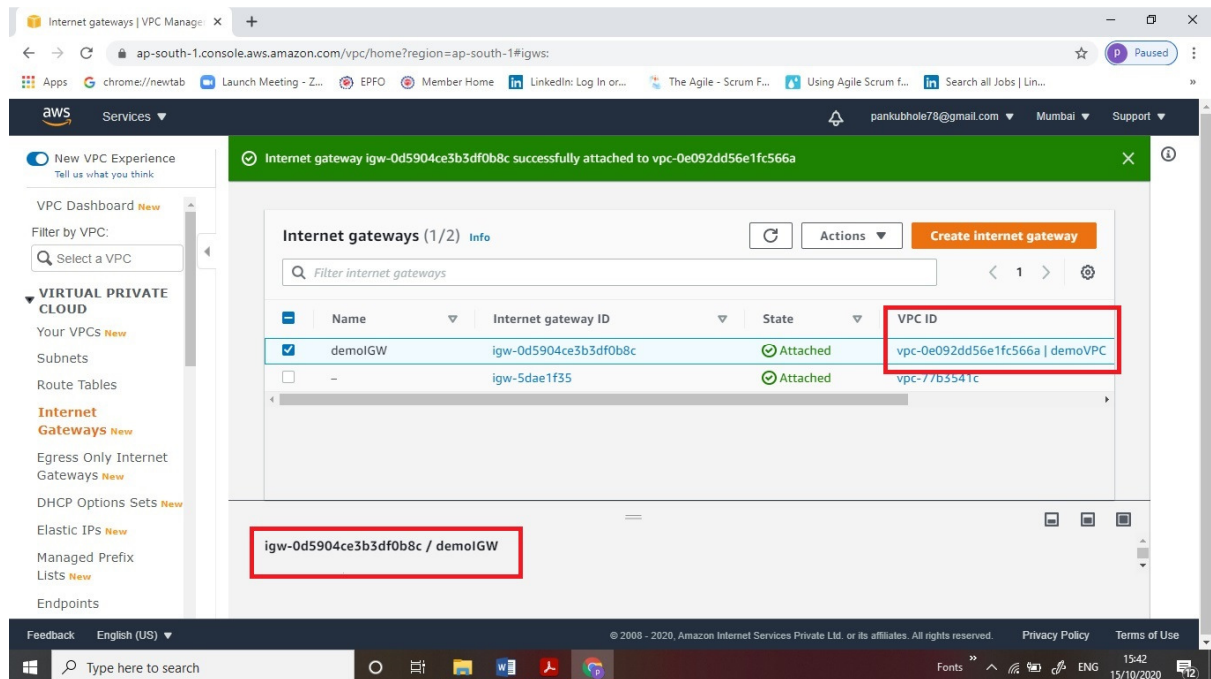 Internet gateways | VPC Manage
ap-south-1.console.aws.amazon.com/vpc/home?region=ap-south-1#igws:
P Paused
Apps chrome://newtab Launch Meeting - Z... EPFO Member Home LinkedIn: Log In or... The Agile - Scrum F... Using Agile Scrum f... Search all Jobs | Lin... »
aws Services pankubhole78@gmail.com Mumbai Support
New VPC Experience
Tell us what you think
Internet gateway igw-0d5904ce3b3df0b8c successfully attached to vpc-0e092dd56e1fc566a
VPC Dashboard New
Filter by VPC:
Select a VPC
VIRTUAL PRIVATE
CLOUD
Your VPCs New
Subnets
Route Tables
Internet
Gateways New
Egress Only Internet
Gateways New
DHCP Options Sets New
Elastic IPs New
Managed Prefix
Lists New
Endpoints
Internet gateways (1/2) Info
Actions
Create internet gateway
Filter internet gateways
1
Name Internet gateway ID State VPC ID
demoIGW igw-0d5904ce3b3df0b8c Attached vpc-0e092dd56e1fc566a | demoVPC
– igw-5dae1f35 Attached vpc-77b3541c
igw-0d5904ce3b3df0b8c / demoIGW
Feedback English (US) © 2008 - 2020, Amazon Internet Services Private Ltd. or its affiliates. All rights reserved. Privacy Policy Terms of Use
Type here to search
Fonts » ENG
15:42
15/10/2020
12